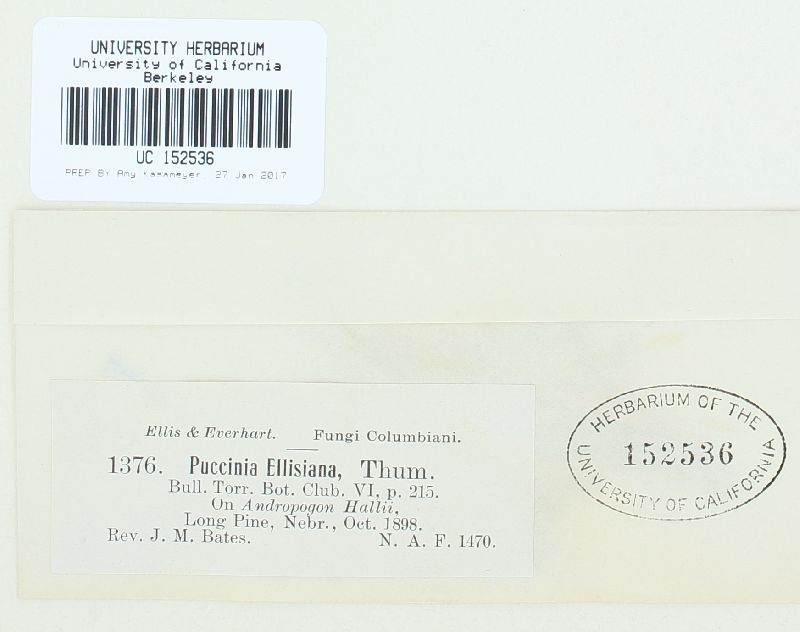 UNIVERSITY HERBARIUM
University of California
Berkeley
UC 152536
PREP BY Amy Kasameyer, 27 Jan 2017
Ellis & Everhart. Fungi Columbiani.
1376. Puccinia Ellisiana, Thum.
Bull. Torr. Bot. Club. VI, p. 215.
On Andropogon Hallii,
Long Pine, Nebr., Oct. 1898.
Rev. J. M. Bates. N. A. F. 1470.
HERBARIUM OF THE
152536
UNIVERSITY OF CALIFORNIA